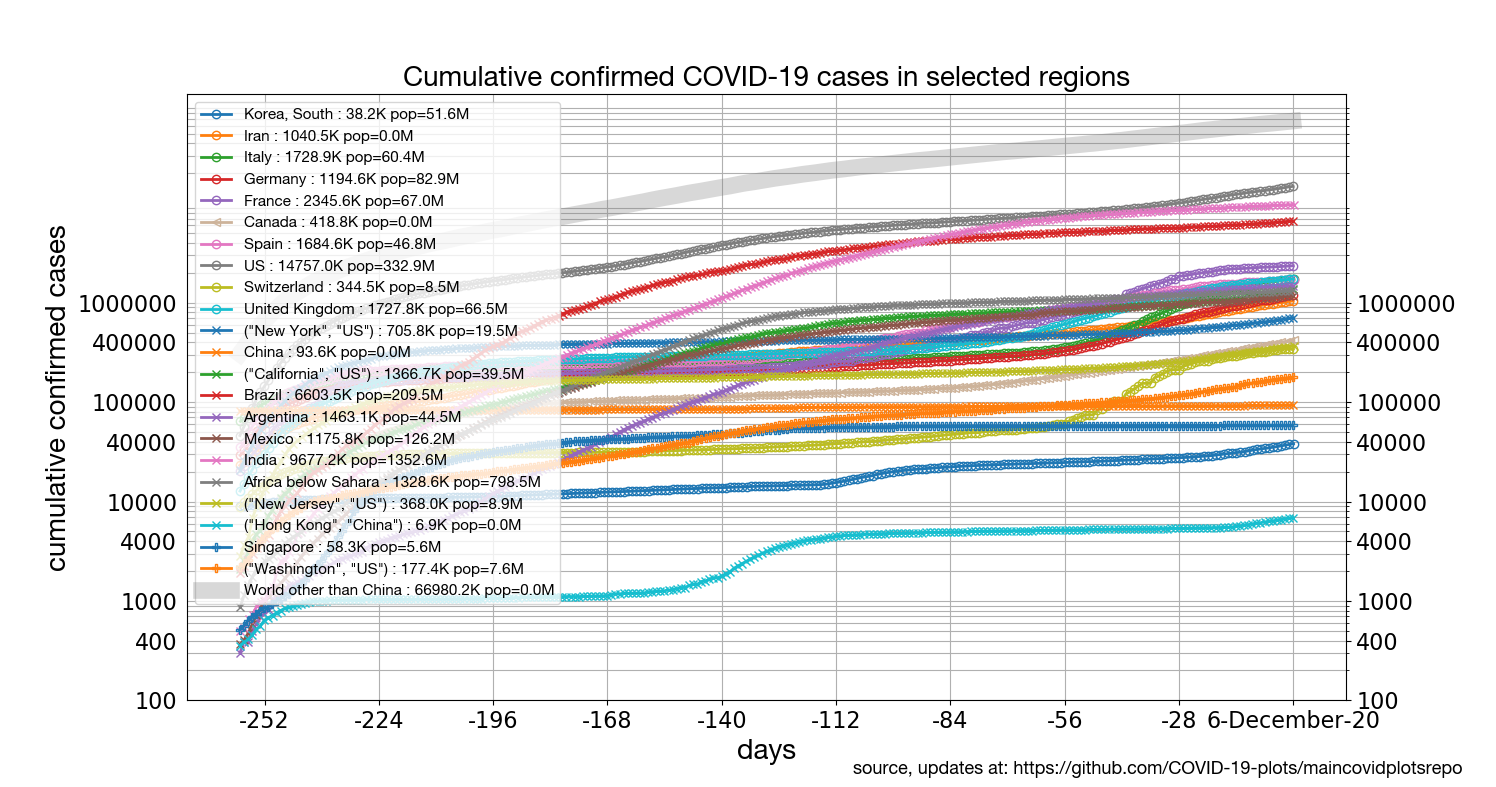 Cumulative confirmed COVID-19 cases in selected regions
Korea, South : 38.2K pop=51.6M
Iran : 1040.5K pop=0.0M
Italy : 1728.9K pop=60.4M
Germany : 1194.6K pop=82.9M
France : 2345.6K pop=67.0M
Canada : 418.8K pop=0.0M
Spain : 1684.6K pop=46.8M
US : 14757.0K pop=332.9M
Switzerland : 344.5K pop=8.5M
United Kingdom : 1727.8K pop=66.5M
("New York", "US") : 705.8K pop=19.5M
China : 93.6K pop=0.0M
("California", "US") : 1366.7K pop=39.5M
Brazil : 6603.5K pop=209.5M
Argentina : 1463.1K pop=44.5M
Mexico : 1175.8K pop=126.2M
India : 9677.2K pop=1352.6M
Africa below Sahara : 1328.6K pop=798.5M
("New Jersey", "US") : 368.0K pop=8.9M
("Hong Kong", "China") : 6.9K pop=0.0M
Singapore : 58.3K pop=5.6M
("Washington", "US") : 177.4K pop=7.6M
World other than China : 66980.2K pop=0.0M
cumulative confirmed cases
1000000
400000
100000
40000
10000
4000
1000
400
100
1000000
400000
100000
40000
10000
4000
1000
400
100
-252 -224 -196 -168 -140 -112 -84 -56 -28 6-December-20
days
source, updates at: https://github.com/COVID-19-plots/maincovidplotsrepo